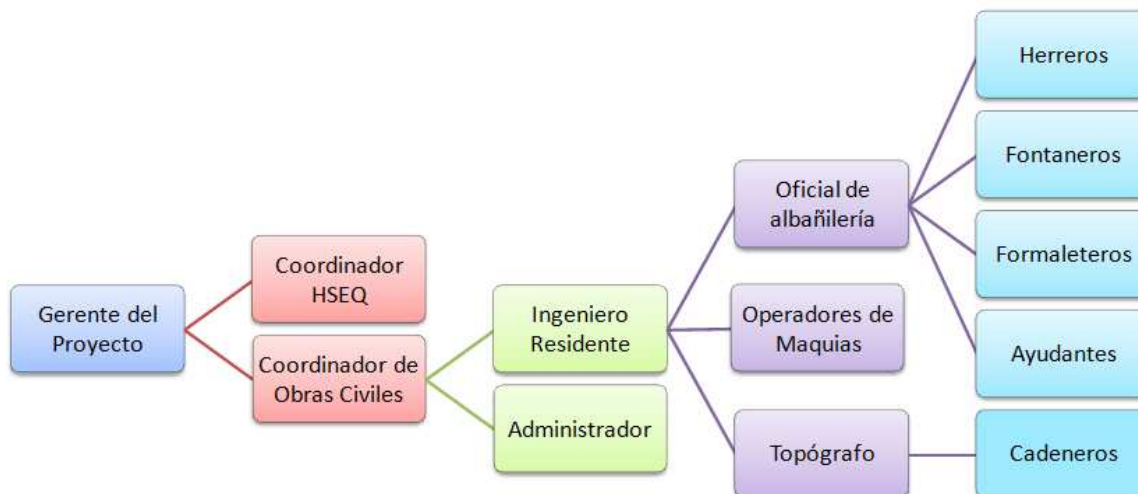 Gerente del
Proyecto
Coordinador
HSEQ
Coordinador de
Obras Civiles
Ingeniero
Residente
Administrador
Oficial de
albañilería
Operadores de
Maquias
Topógrafo
Herreros
Fontaneros
Formaleteros
Ayudantes
Cadeneros